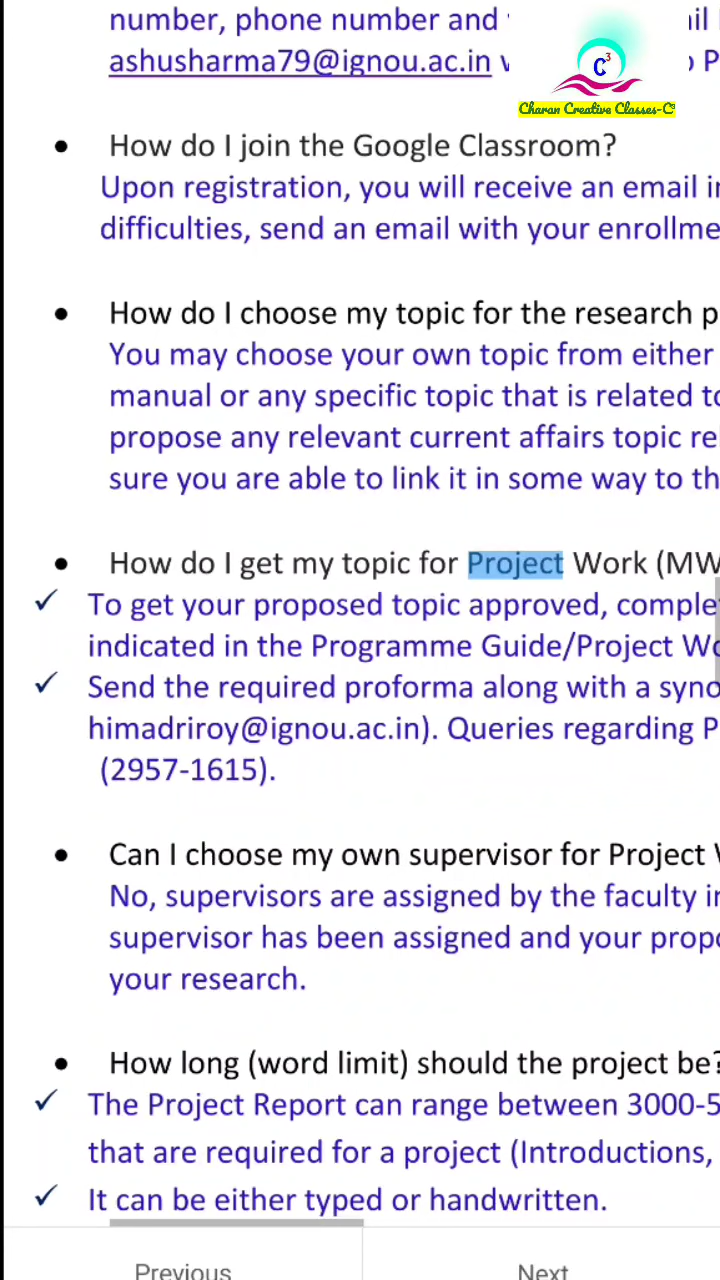 number, phone number and
ashusharma79@ignou.ac.in
C3
Charan Creative Classes-C3
• How do I join the Google Classroom?
Upon registration, you will receive an email
difficulties, send an email with your
• How do I choose my topic for the research
You may choose your own topic from either
manual or any specific topic that is related
propose any relevant current affairs topic
sure you are able to link it in some way to
• How do I get my topic for Project Work (MW
✓ To get your proposed topic approved,
indicated in the Programme Guide/Project
✓ Send the required proforma along with a
himadriroy@ignou.ac.in). Queries regarding P
(2957-1615).
• Can I choose my own supervisor for Project
No, supervisors are assigned by the faculty
supervisor has been assigned and your
your research.
• How long (word limit) should the project be?
✓ The Project Report can range between 3000-5
that are required for a project (Introductions,
✓ It can be either typed or handwritten.
Previous
Next